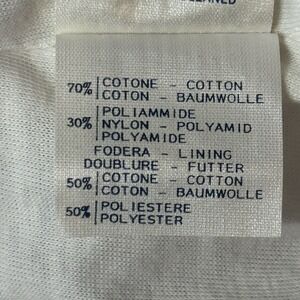 CLEANED
70% COTONE - COTTON
COTON - BAUMWOLLE
POLIAMMIDE
30% NYLON - POLYAMID
POLYAMIDE
FODERA - LINING
DOUBLURE - FUTTER
50% COTONE - COTTON
COTON - BAUMWOLLE
50% POLIESTERE
POLYESTER